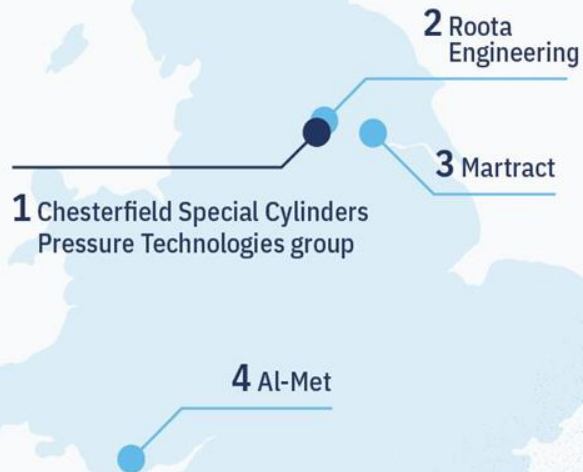 2 Roota
Engineering
3 Martract
1 Chesterfield Special Cylinders
Pressure Technologies group
4 Al-Met